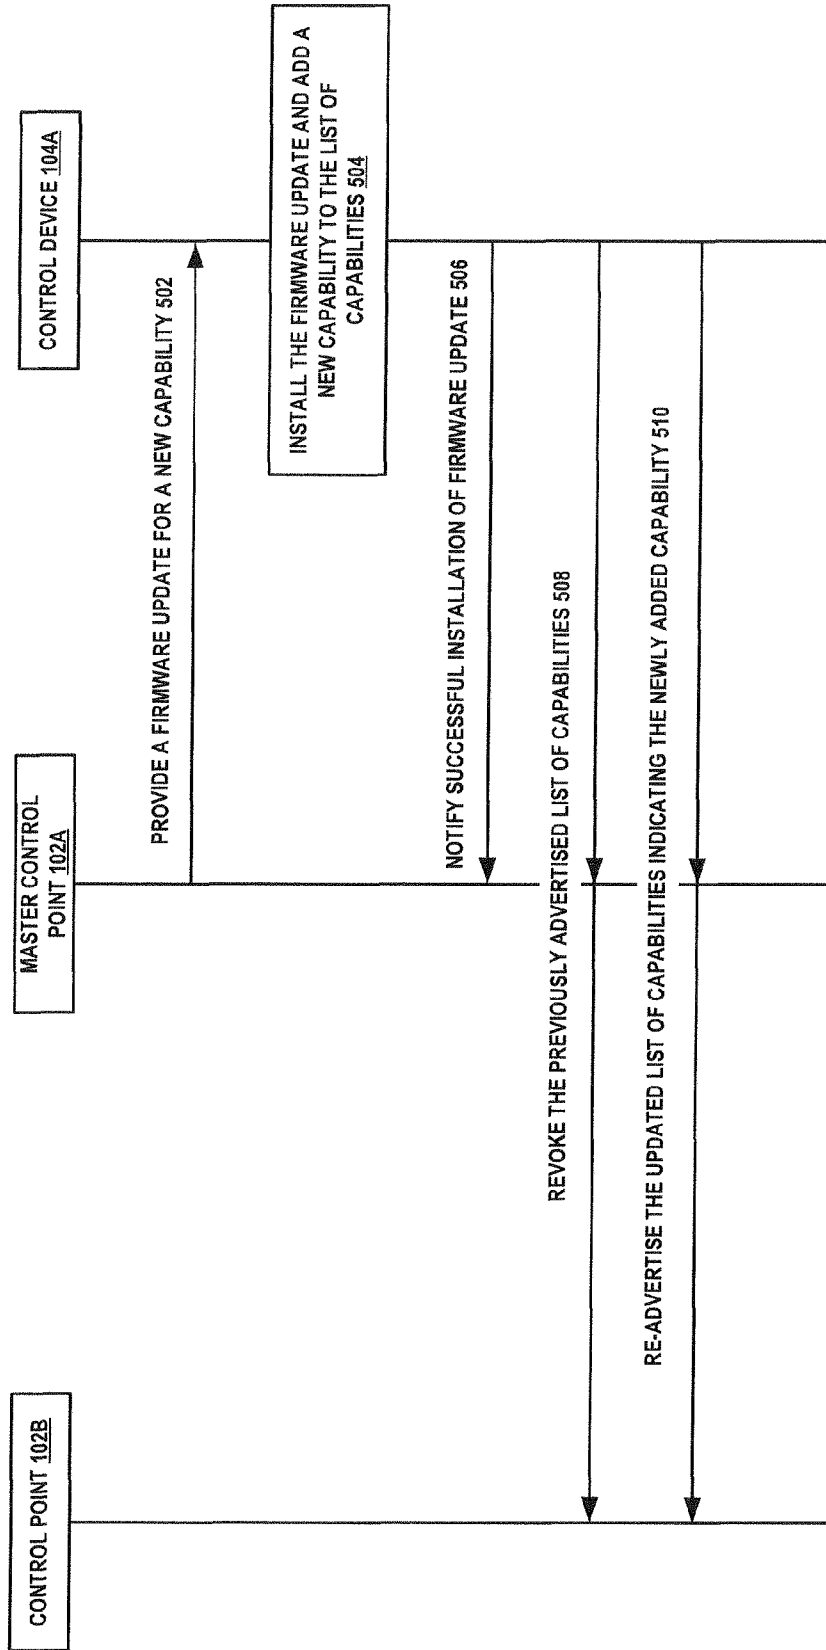 CONTROL POINT 102B
MASTER CONTROL
POINT 102A
CONTROL DEVICE 104A
PROVIDE A FIRMWARE UPDATE FOR A NEW CAPABILITY 502
INSTALL THE FIRMWARE UPDATE AND ADD A
NEW CAPABILITY TO THE LIST OF
CAPABILITIES 504
NOTIFY SUCCESSFUL INSTALLATION OF FIRMWARE UPDATE 506
REVOKE THE PREVIOUSLY ADVERTISED LIST OF CAPABILITIES 508
RE-ADVERTISE THE UPDATED LIST OF CAPABILITIES INDICATING THE NEWLY ADDED CAPABILITY 510